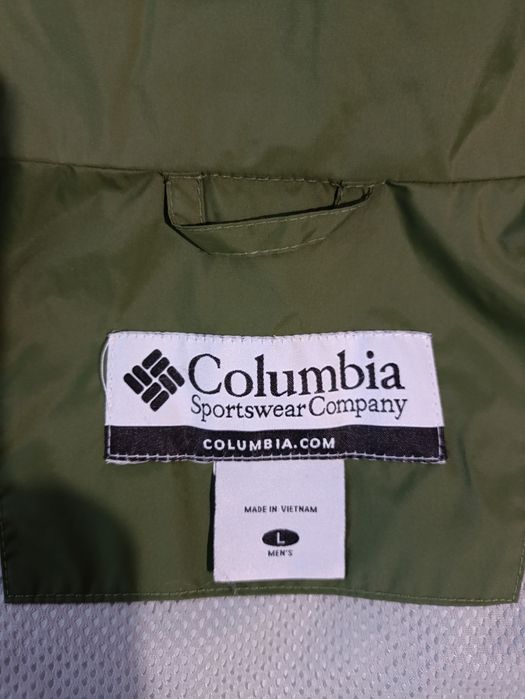 Columbia
Sportswear Company
COLUMBIA.COM
MADE IN VIETNAM
L
MEN'S